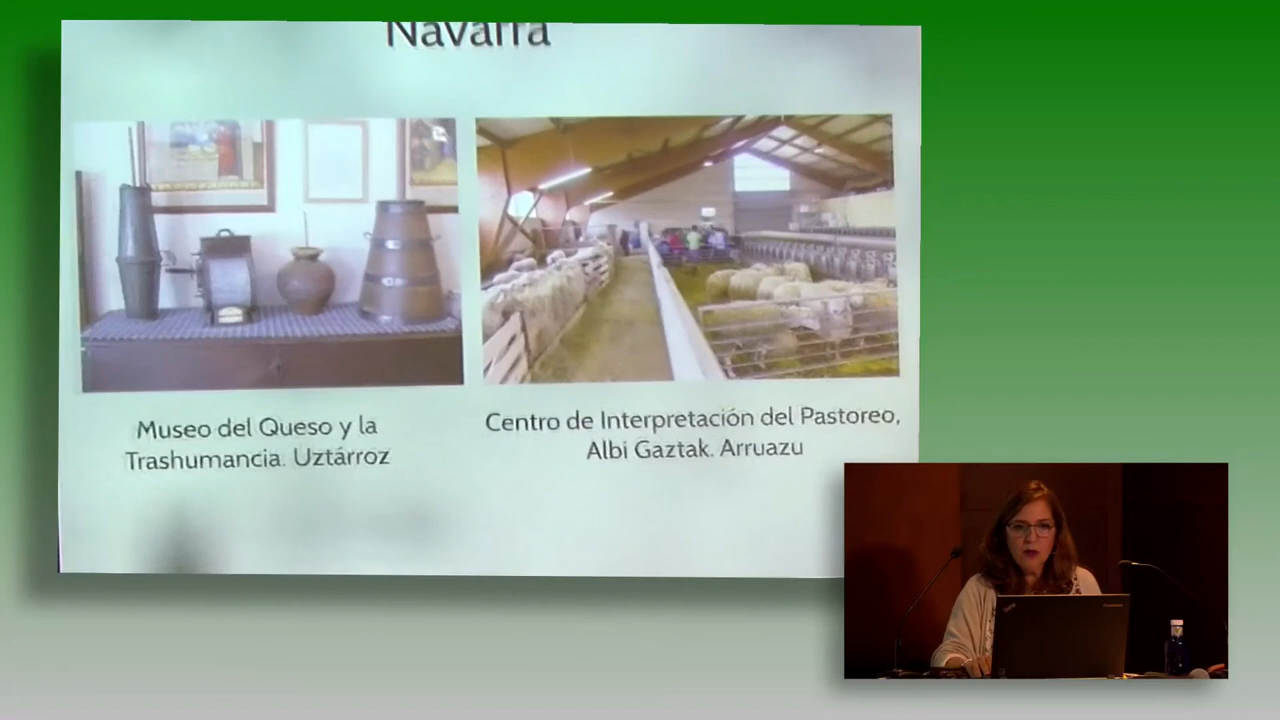 Navarra
Museo del Queso y la
Trashumancia. Uztárroz
Centro de Interpretación del Pastoreo,
Albi Gaztak. Arruazu